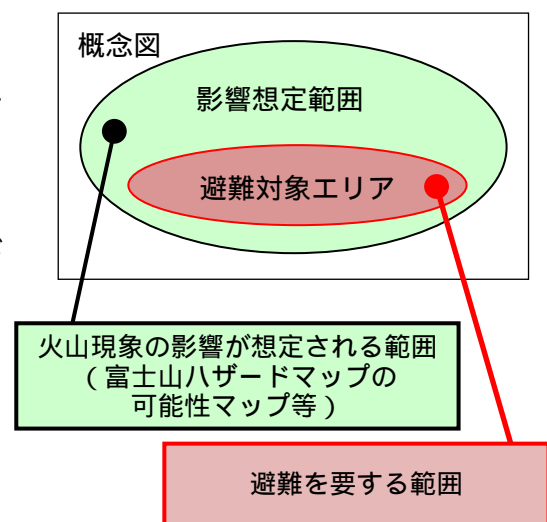 概念図
影響想定範囲
避難対象エリア
火山現象の影響が想定される範囲
（富士山ハザードマップの
可能性マップ等）
避難を要する範囲